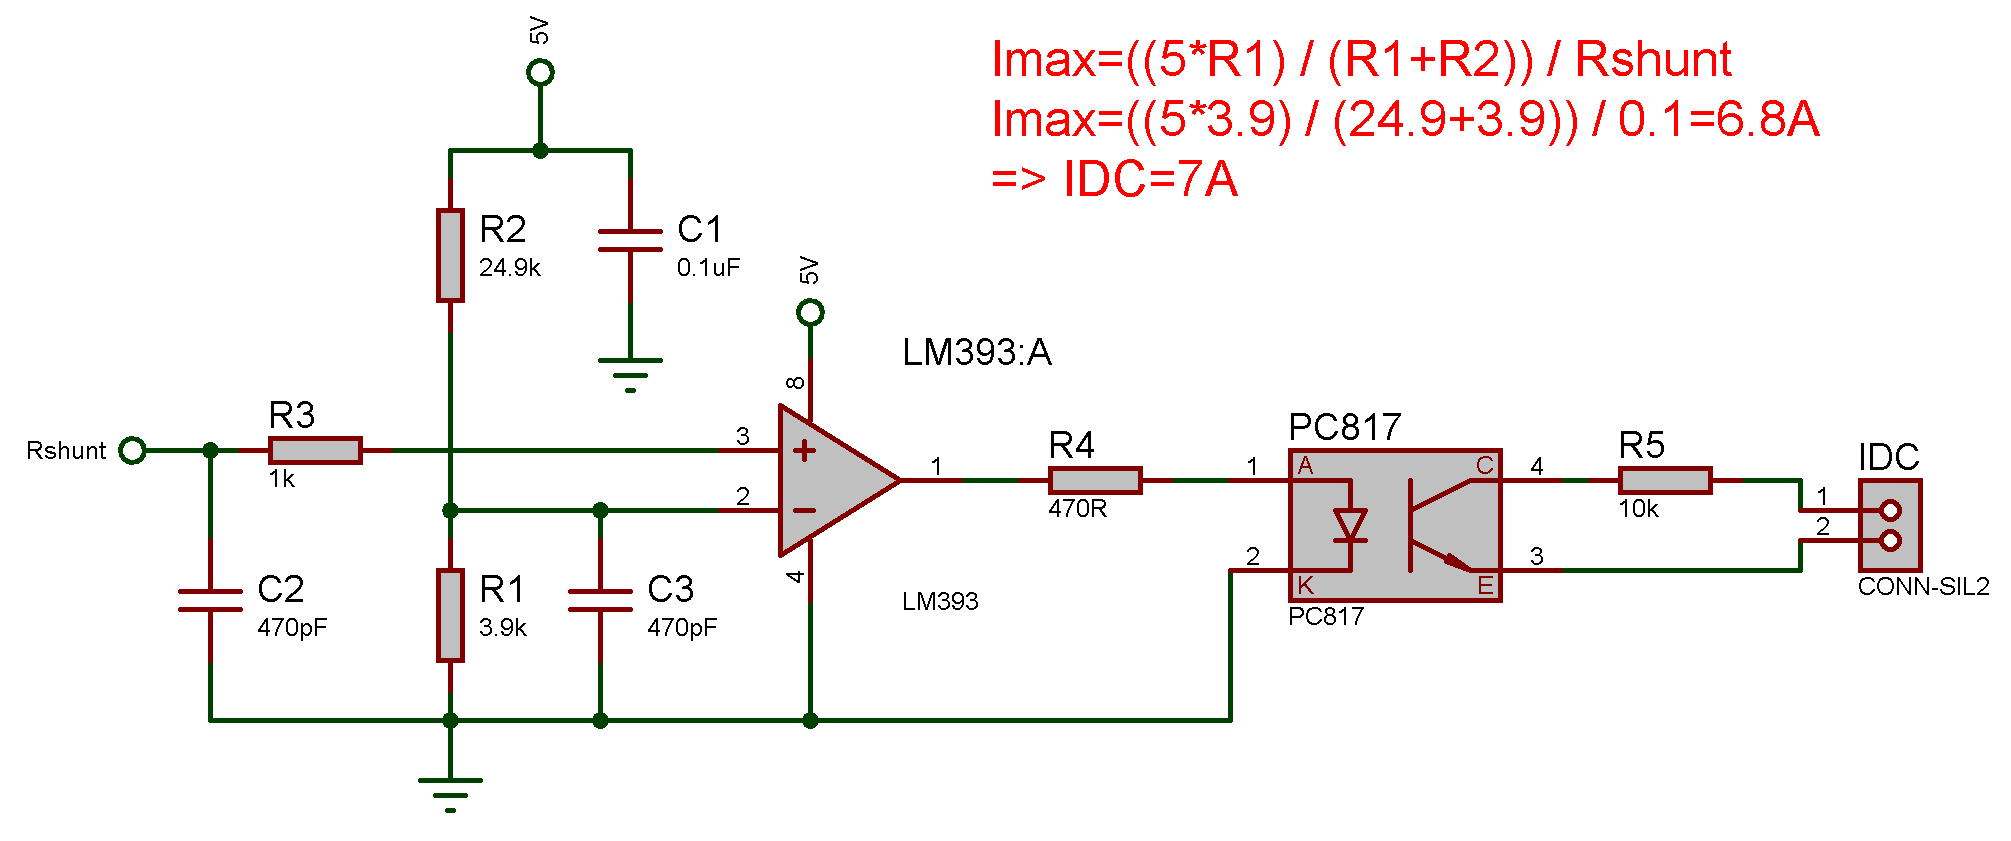 5V
Imax=((5*R1) / (R1+R2)) / Rshunt
Imax=((5*3.9) / (24.9+3.9)) / 0.1=6.8A
=> IDC=7A
R2
24.9k
C1
0.1uF
5V
LM393:A
8
R3
1k
Rshunt
3
+
2
−
1
4
LM393
R4
470R
PC817
1
A
C
4
2
K
E
3
PC817
R5
10k
IDC
1
2
CONN-SIL2
C2
470pF
R1
3.9k
C3
470pF